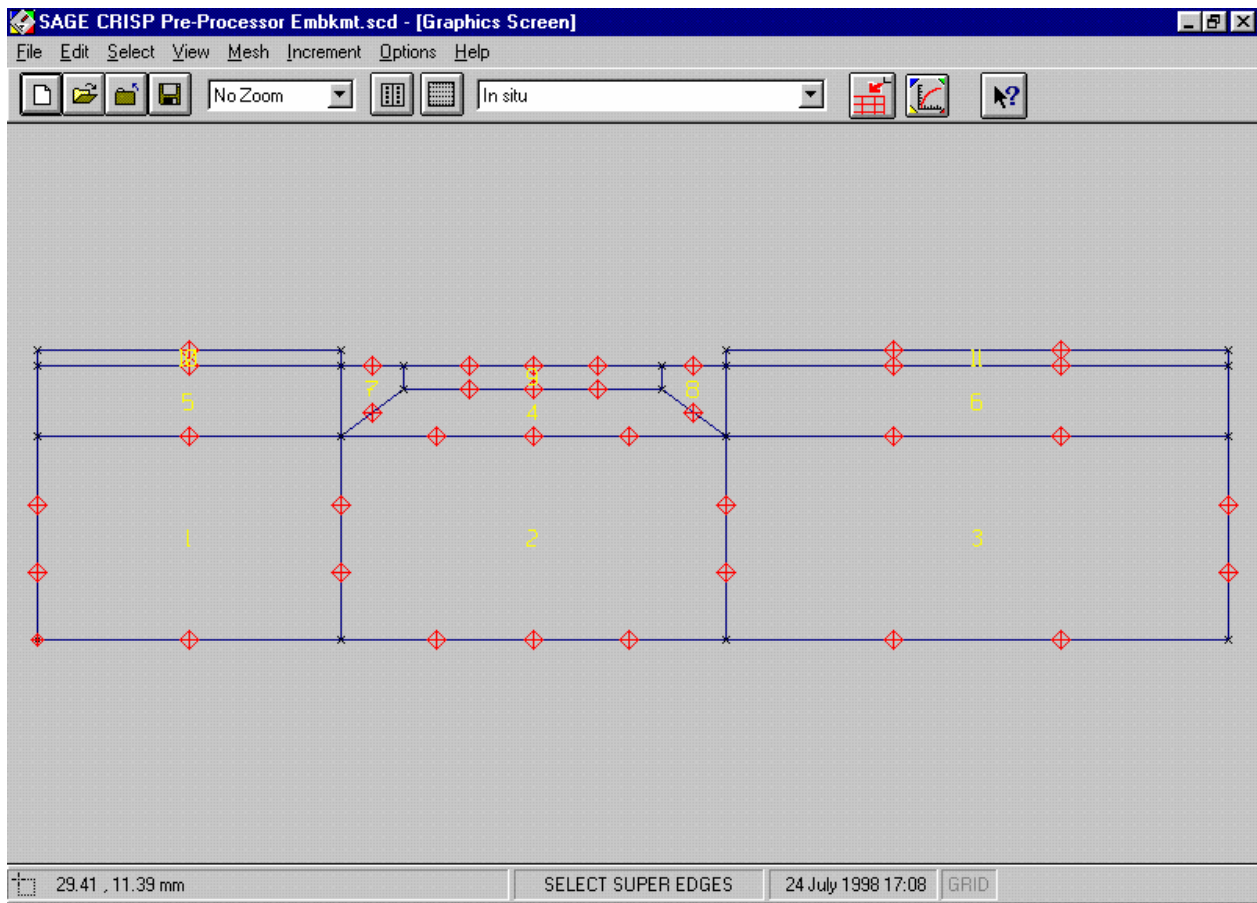 SAGE CRISP Pre-Processor Embkmt.scd - [Graphics Screen]
File Edit Select View Mesh Increment Options Help
No Zoom In situ
11
7
8
5
4
6
1
2
3
29.41 , 11.39 mm SELECT SUPER EDGES 24 July 1998 17:08 GRID